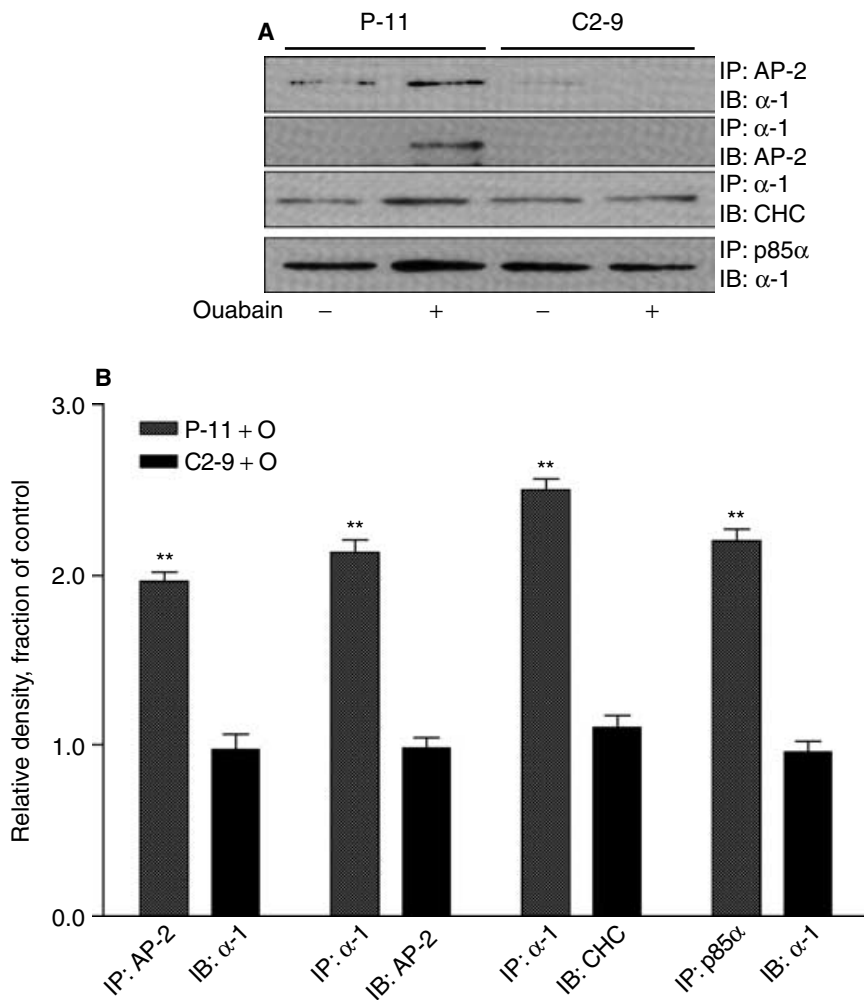 A
P-11 C2-9
IP: AP-2
IB: α-1
IP: α-1
IB: AP-2
IP: α-1
IB: CHC
IP: p85α
IB: α-1
Ouabain − + − +
B
Relative density, fraction of control
3.0
2.0
1.0
0.0
P-11 + O
C2-9 + O
** ** ** **
IP: AP-2 IB: α-1 IP: α-1 IB: AP-2 IP: α-1 IB: CHC IP: p85α IB: α-1